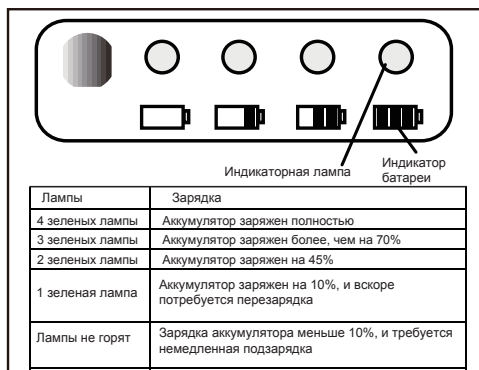 Индикаторная лампа
Индикатор
батареи
Лампы Зарядка
4 зеленых лампы Аккумулятор заряжен полностью
3 зеленых лампы Аккумулятор заряжен более, чем на 70%
2 зеленых лампы Аккумулятор заряжен на 45%
1 зеленая лампа Аккумулятор заряжен на 10%, и вскоре
потребуется перезарядка
Лампы не горят Зарядка аккумулятора меньше 10%, и требуется
немедленная подзарядка